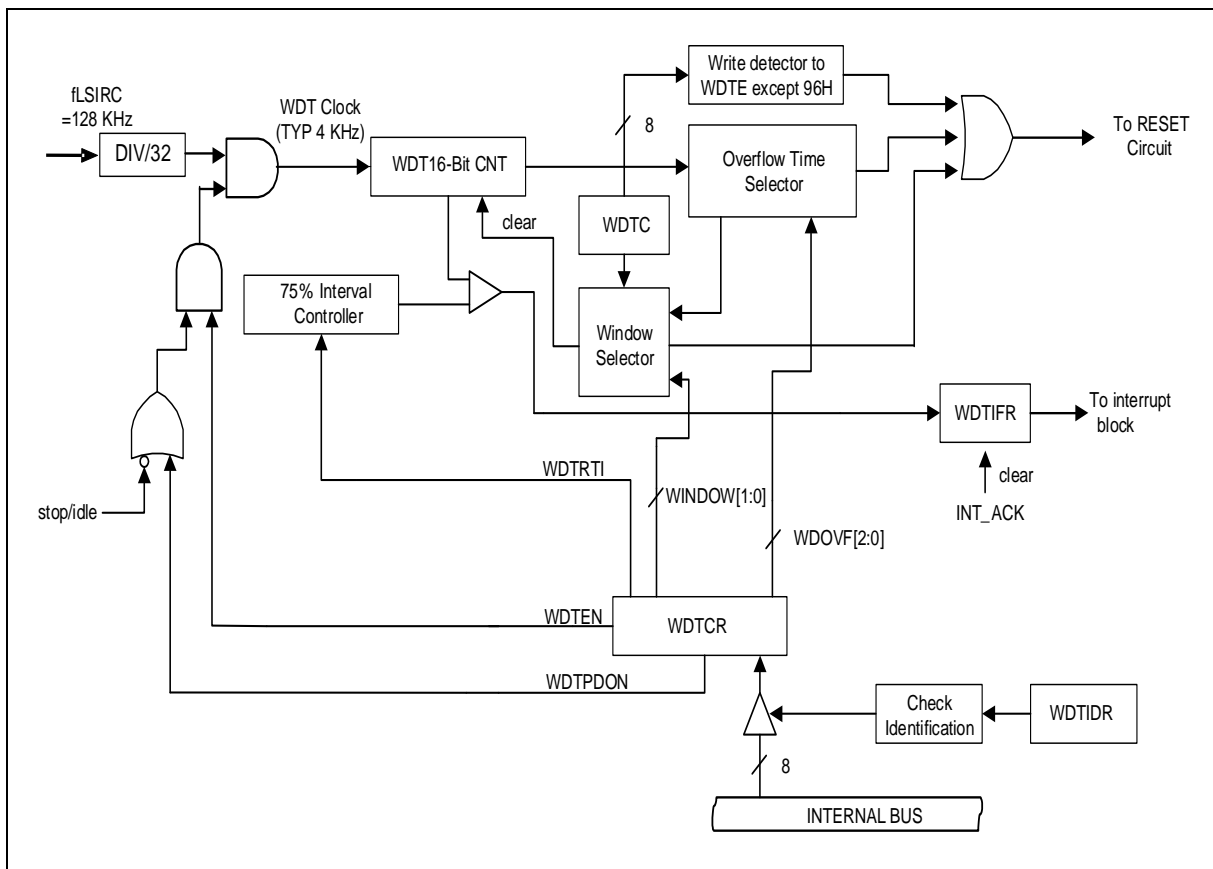 fLSIRC
=128 KHz
DIV/32
WDT Clock
(TYP 4 KHz)
WDT16-Bit CNT
clear
8
Write detector to
WDTE except 96H
Overflow Time
Selector
To RESET
Circuit
WDTC
75% Interval
Controller
Window
Selector
WDTIFR
To interrupt
block
clear
INT_ACK
stop/idle
WDTRTI
WINDOW[1:0]
WDOVF[2:0]
WDTEN
WDTCR
WDTPDON
Check
Identification
WDTIDR
8
INTERNAL BUS